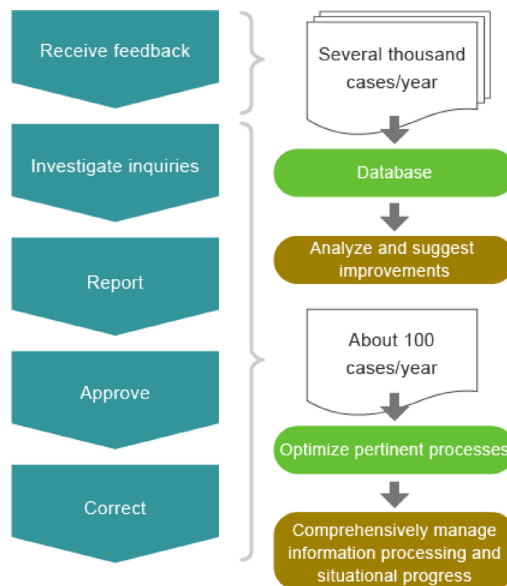 Receive feedback
Several thousand
cases/year
Investigate inquiries
Database
Report
Analyze and suggest
improvements
Approve
About 100
cases/year
Optimize pertinent processes
Correct
Comprehensively manage
information processing and
situational progress